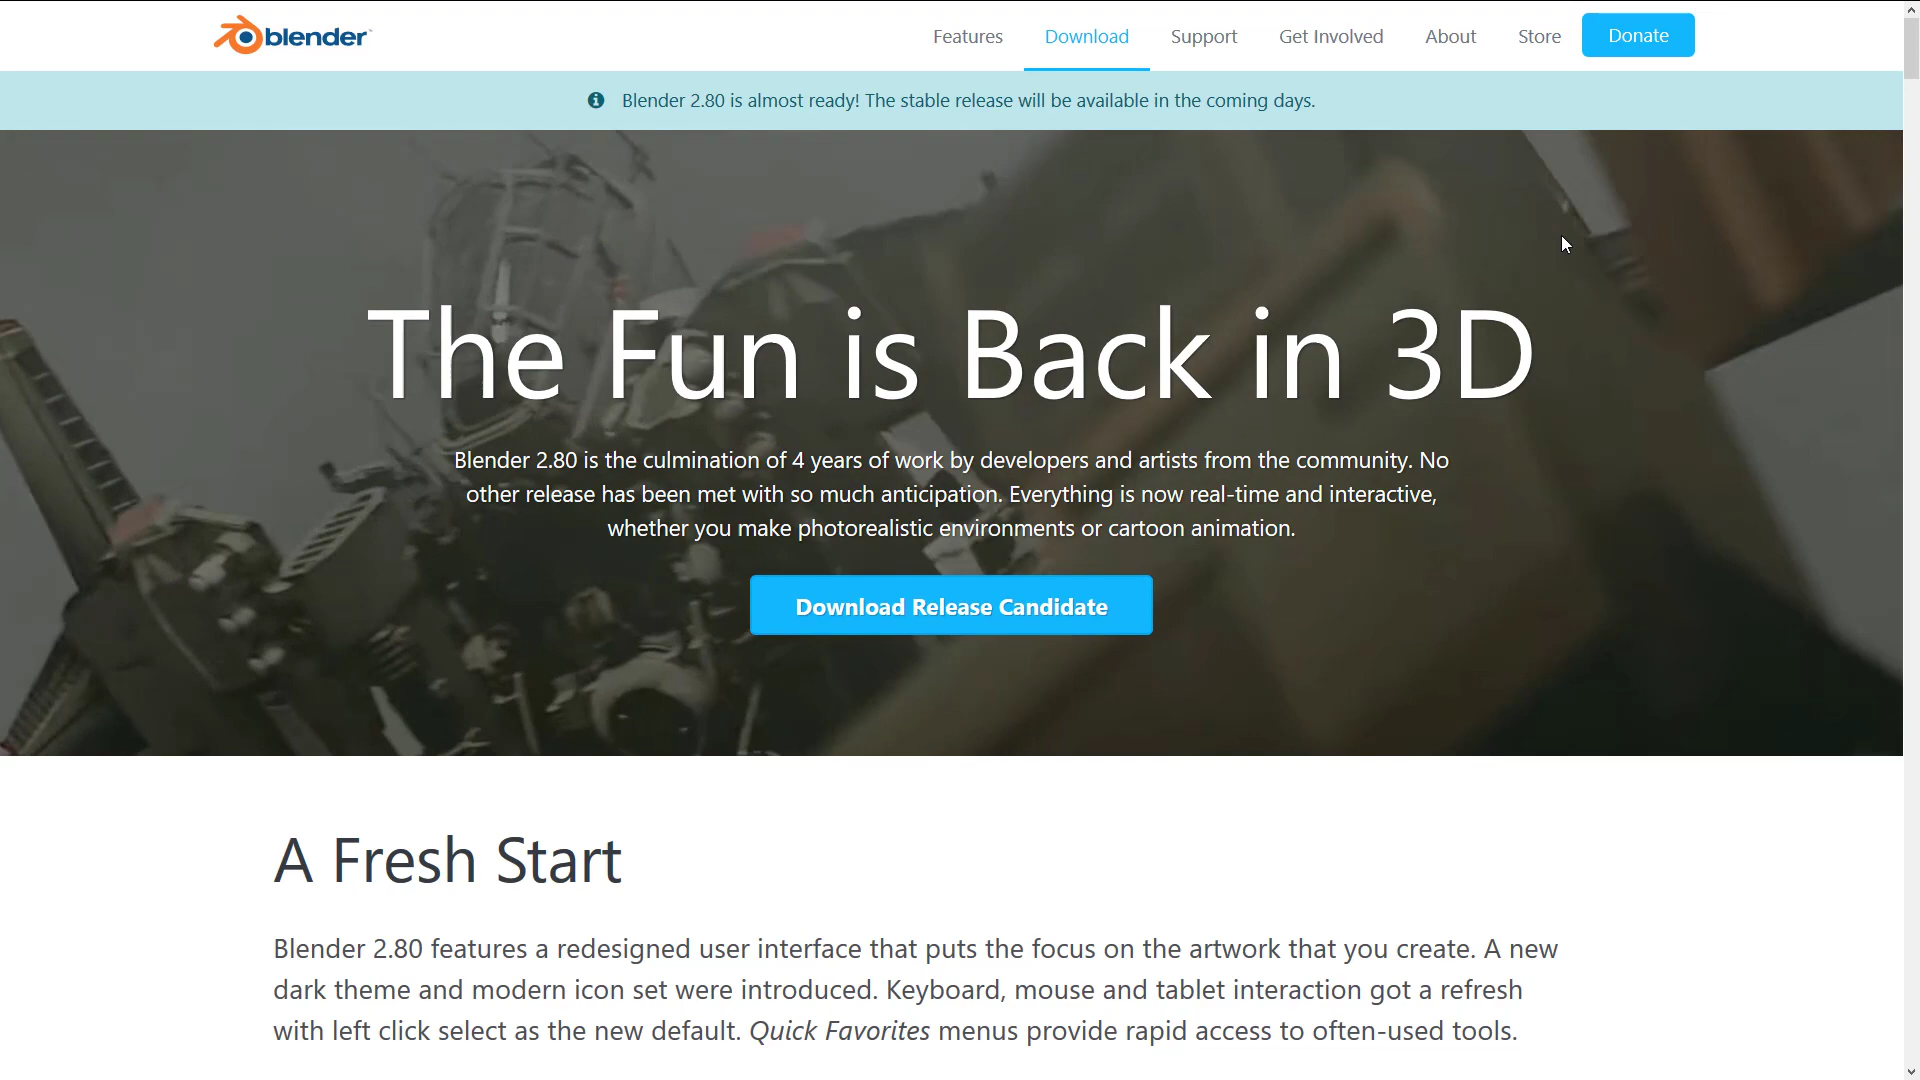 blender
Features Download Support Get Involved About Store Donate
Blender 2.80 is almost ready! The stable release will be available in the coming days.
The Fun is Back in 3D
Blender 2.80 is the culmination of 4 years of work by developers and artists from the community. No
other release has been met with so much anticipation. Everything is now real-time and interactive,
whether you make photorealistic environments or cartoon animation.
Download Release Candidate
A Fresh Start
Blender 2.80 features a redesigned user interface that puts the focus on the artwork that you create. A new
dark theme and modern icon set were introduced. Keyboard, mouse and tablet interaction got a refresh
with left click select as the new default. Quick Favorites menus provide rapid access to often-used tools.